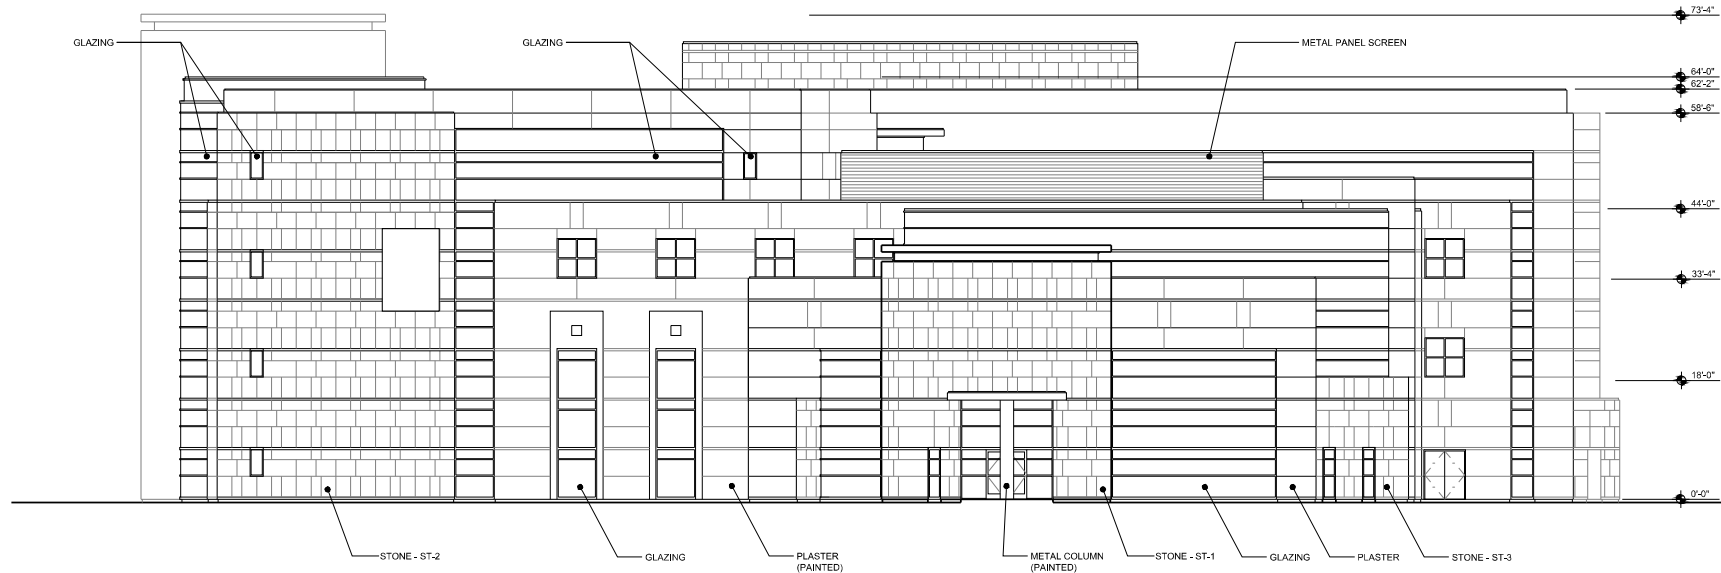 73'-4"
GLAZING
GLAZING
METAL PANEL SCREEN
64'-0"
62'-2"
58'-6"
44'-0"
33'-4"
18'-0"
0'-0"
STONE - ST-2
GLAZING
PLASTER
(PAINTED)
METAL COLUMN
(PAINTED)
STONE - ST-1
GLAZING
PLASTER
STONE - ST-3